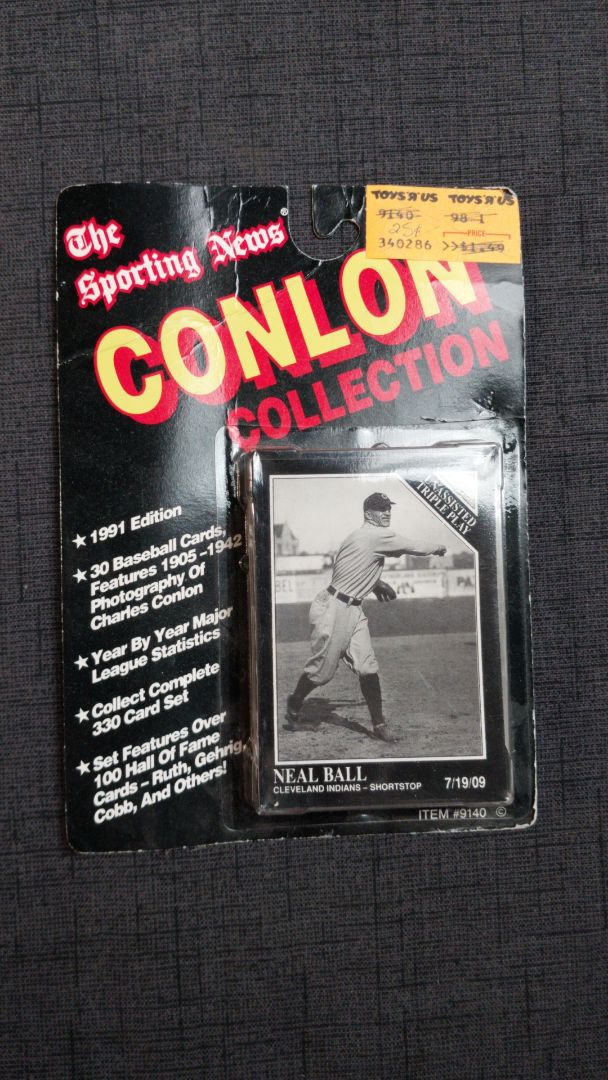 TOYS"R"US TOYS"R"US
9140 98 1
25¢ PRICE
340286 >>$1.49
The
Sporting News®
CONLON
COLLECTION
★ 1991 Edition
★ 30 Baseball Cards,
Features 1905-1942
Photography Of
Charles Conlon
★ Year By Year Major
League Statistics
★ Collect Complete
330 Card Set
★ Set Features Over
100 Hall Of Fame
Cards - Ruth, Gehrig,
Cobb, And Others!
TRIPLE PLAY
NEAL BALL
CLEVELAND INDIANS - SHORTSTOP
7/19/09
ITEM #9140 ©